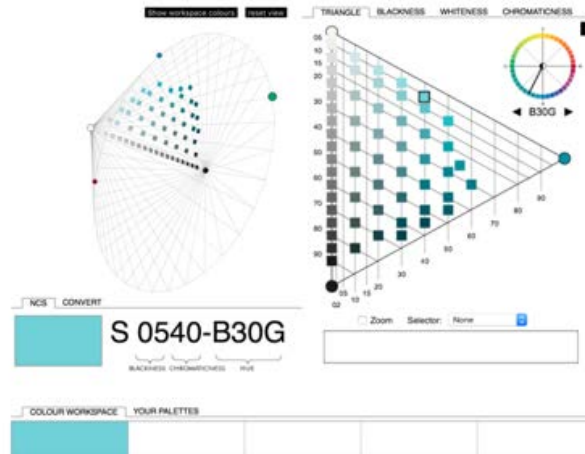 Show workspace colours reset view
TRIANGLE BLACKNESS WHITENESS CHROMATICNESS
05
10
15
20
30
40
50
60
70
80
90
B30G
90
80
70
60
50
40
30
20
15
10
05
02
NCS CONVERT
S 0540-B30G
BLACKNESS CHROMATICNESS HUE
Zoom Selector: None
COLOUR WORKSPACE YOUR PALETTES